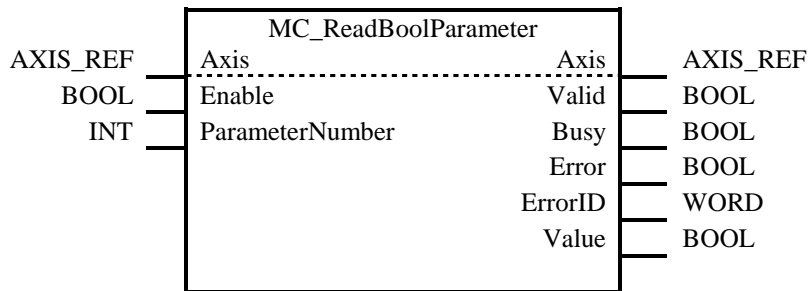 MC_ReadBoolParameter
AXIS_REF Axis Axis AXIS_REF
BOOL Enable Valid BOOL
INT ParameterNumber Busy BOOL
Error BOOL
ErrorID WORD
Value BOOL